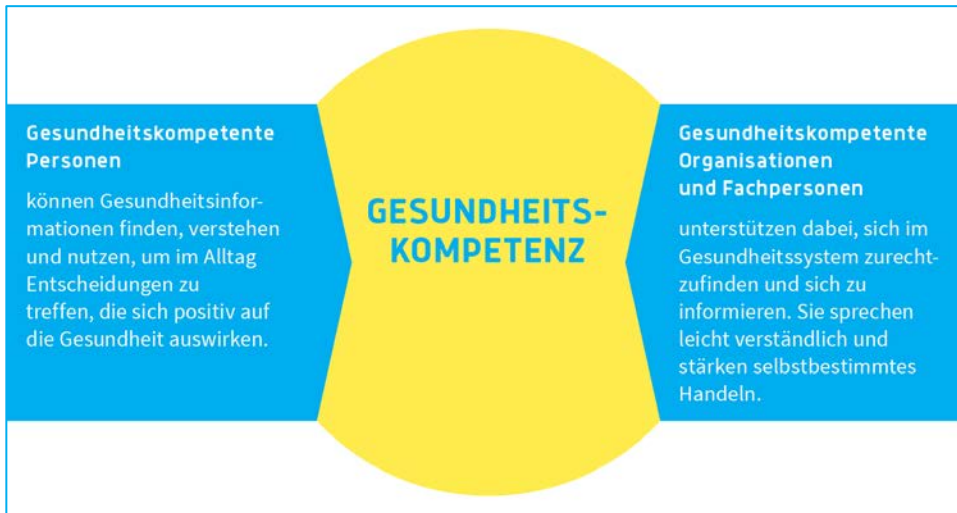 Gesundheitskompetente
Personen
können Gesundheitsinfor-
mationen finden, verstehen
und nutzen, um im Alltag
Entscheidungen zu
treffen, die sich positiv auf
die Gesundheit auswirken.
GESUNDHEITS-
KOMPETENZ
Gesundheitskompetente
Organisationen
und Fachpersonen
unterstützen dabei, sich im
Gesundheitssystem zurecht-
zufinden und sich zu
informieren. Sie sprechen
leicht verständlich und
stärken selbstbestimmtes
Handeln.